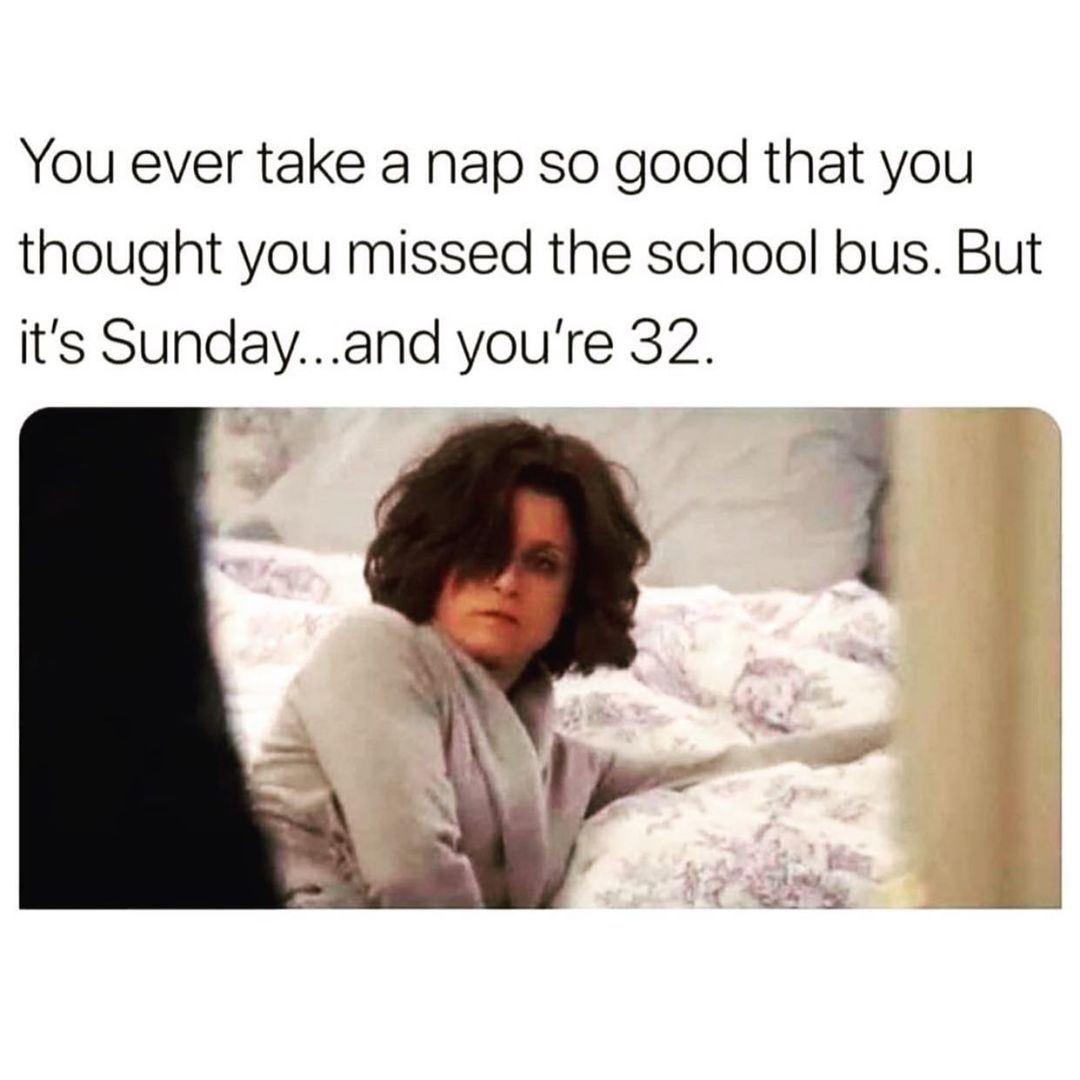 You ever take a nap so good that you
thought you missed the school bus. But
it's Sunday...and you're 32.